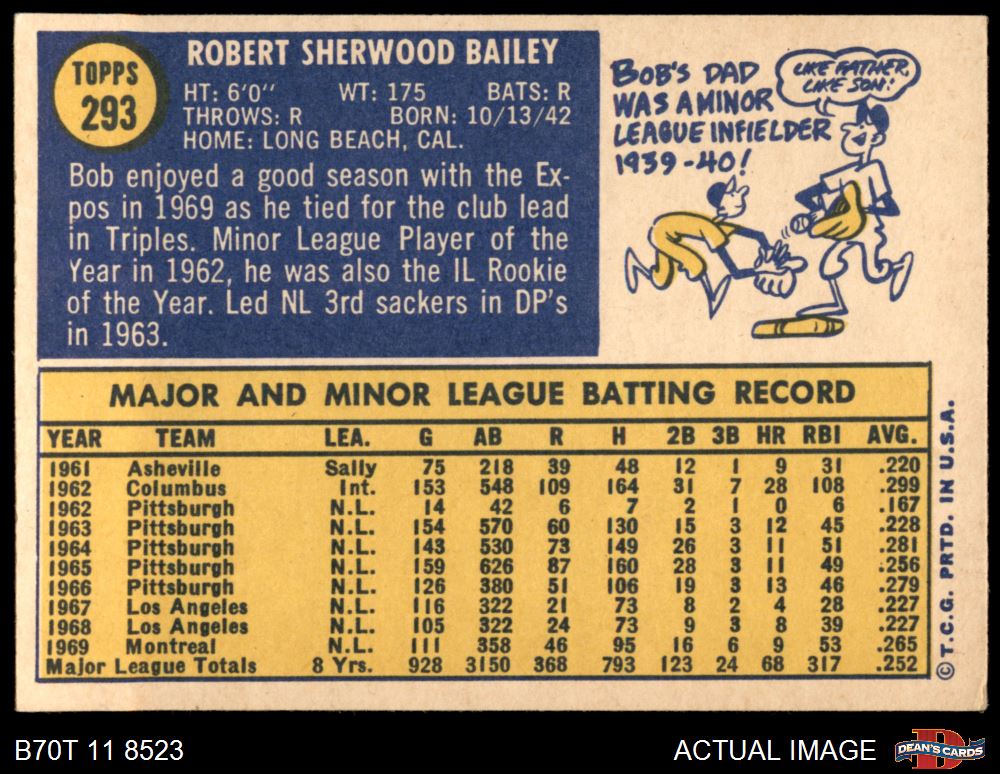 TOPPS
293
ROBERT SHERWOOD BAILEY
HT: 6'0" WT: 175 BATS: R
THROWS: R BORN: 10/13/42
HOME: LONG BEACH, CAL.
Bob enjoyed a good season with the Ex-
pos in 1969 as he tied for the club lead
in Triples. Minor League Player of the
Year in 1962, he was also the IL Rookie
of the Year. Led NL 3rd sackers in DP's
in 1963.
BOB'S DAD
WAS A MINOR
LEAGUE INFIELDER
1939-40!
LIKE FATHER,
LIKE SON!
MAJOR AND MINOR LEAGUE BATTING RECORD
YEAR TEAM LEA. G AB R H 2B 3B HR RBI AVG.
1961 Asheville Sally 75 218 39 48 12 1 9 31 .220
1962 Columbus Int. 153 548 109 164 31 7 28 108 .299
1962 Pittsburgh N.L. 14 42 6 7 2 1 0 6 .167
1963 Pittsburgh N.L. 154 570 60 130 15 3 12 45 .228
1964 Pittsburgh N.L. 143 530 73 149 26 3 11 51 .281
1965 Pittsburgh N.L. 159 626 87 160 28 3 11 49 .256
1966 Pittsburgh N.L. 126 380 51 106 19 3 13 46 .279
1967 Los Angeles N.L. 116 322 21 73 8 2 4 28 .227
1968 Los Angeles N.L. 105 322 24 73 9 3 8 39 .227
1969 Montreal N.L. 111 358 46 95 16 6 9 53 .265
Major League Totals 8 Yrs. 928 3150 368 793 123 24 68 317 .252
© T.C.G. PRTD. IN U.S.A.
B70T 11 8523
ACTUAL IMAGE
D
DEAN'S CARDS